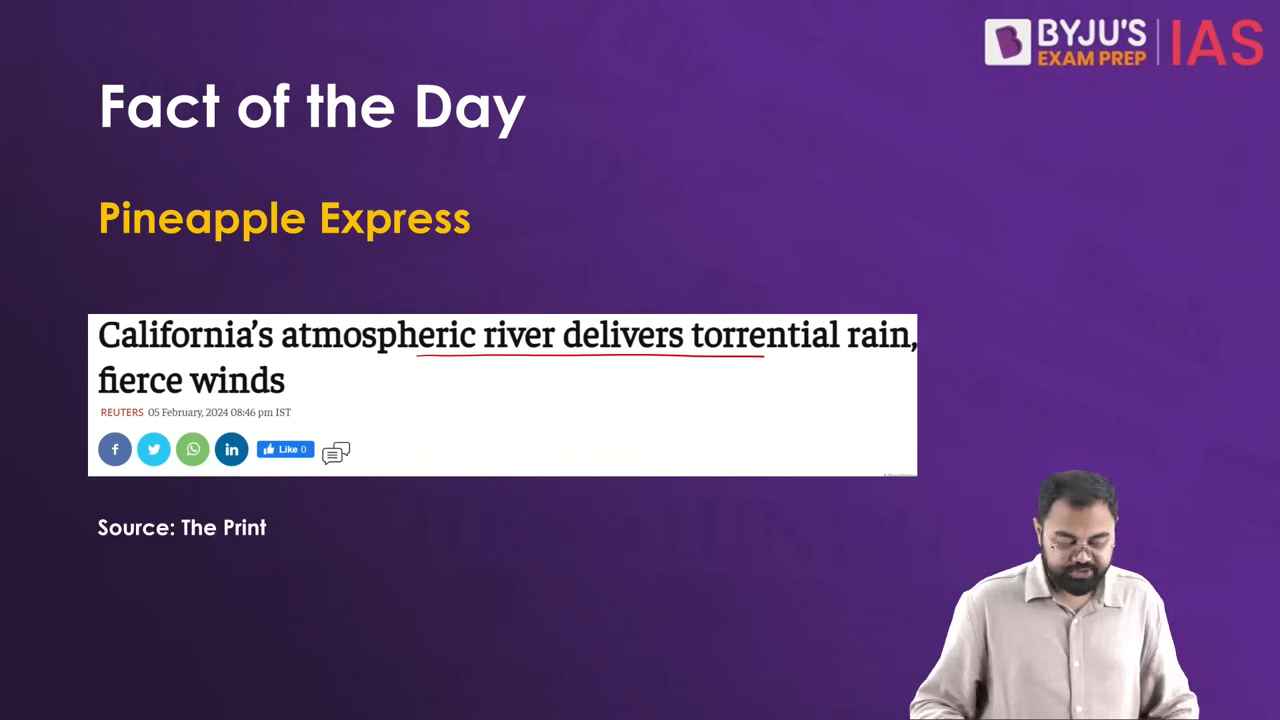 BYJU'S
EXAM PREP
IAS
Fact of the Day
Pineapple Express
California's atmospheric river delivers torrential rain,
fierce winds
REUTERS 05 February, 2024 08:46 pm IST
f in Like 0
Source: The Print